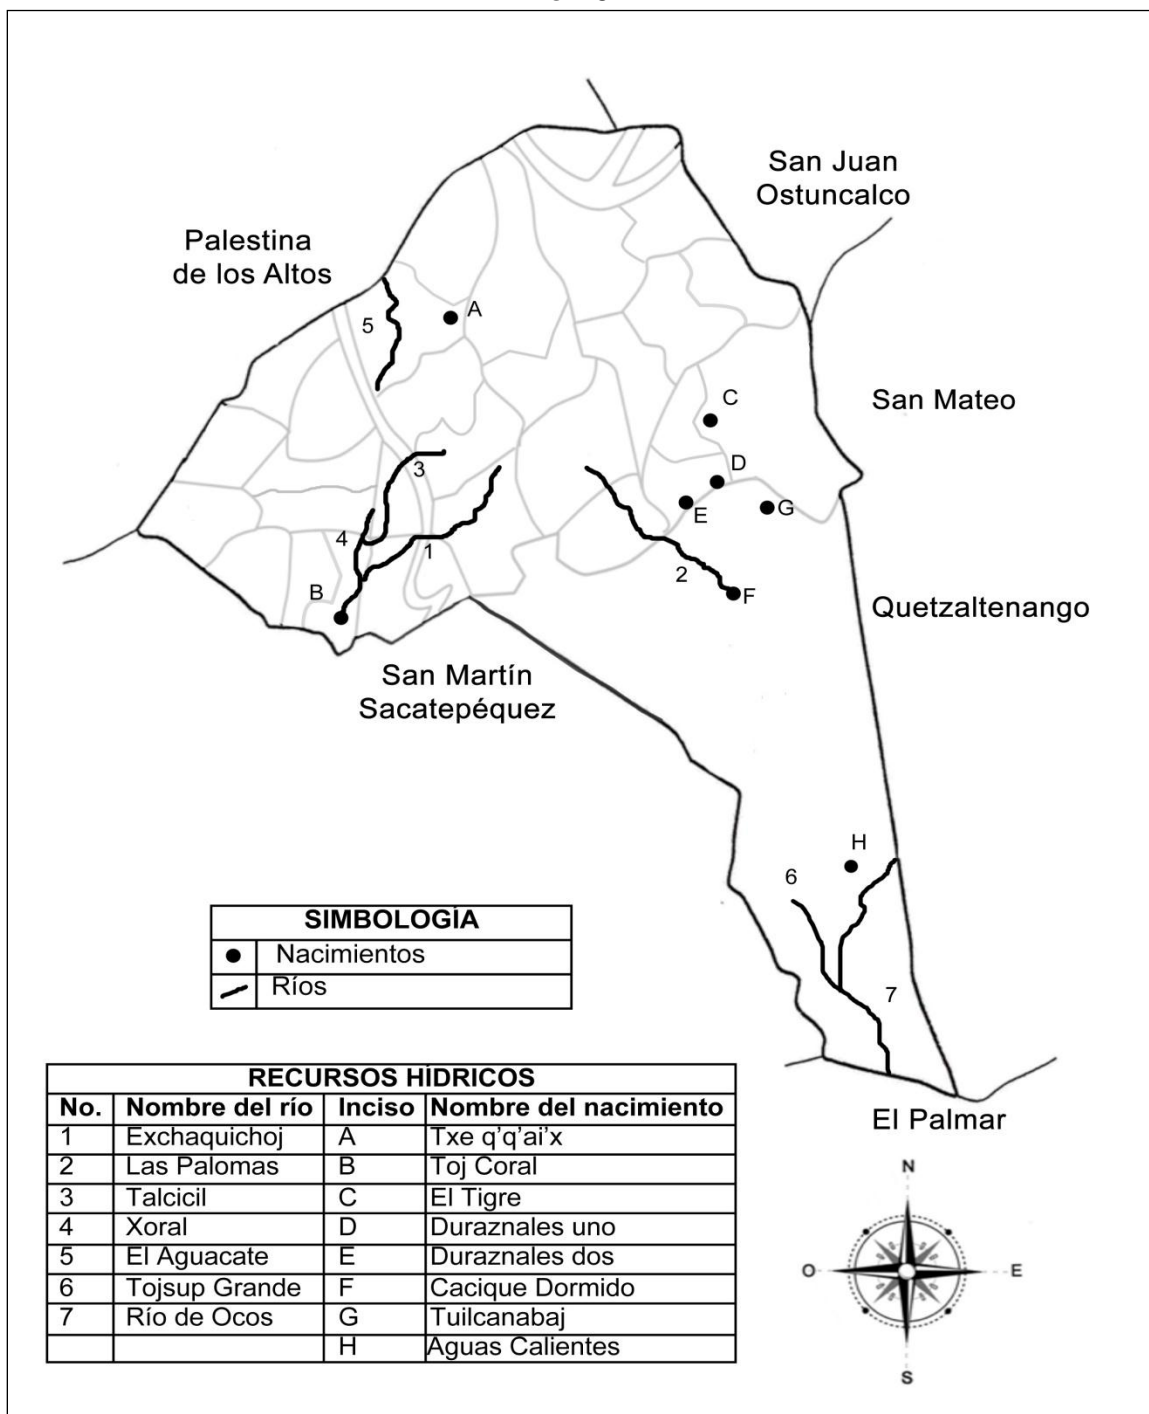 San Juan
Ostuncalco
Palestina
de los Altos
A
5
C
San Mateo
3
D
E
G
4
1
2
B
F
Quetzaltenango
San Martín
Sacatepéquez
H
6
7
SIMBOLOGÍA
Nacimientos
Ríos
RECURSOS HÍDRICOS
No. Nombre del río Inciso Nombre del nacimiento
1 Exchaquichoj A Txe q’q’ai’x
2 Las Palomas B Toj Coral
3 Talcicil C El Tigre
4 Xoral D Duraznales uno
5 El Aguacate E Duraznales dos
6 Tojsup Grande F Cacique Dormido
7 Río de Ocos G Tuilcanabaj
H Aguas Calientes
El Palmar
N
O E
S